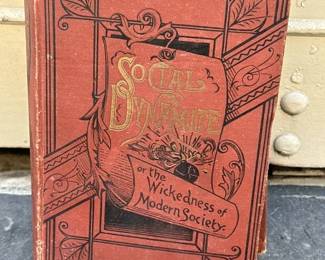 Social
Dynamite
or the
Wickedness of
Modern Society.